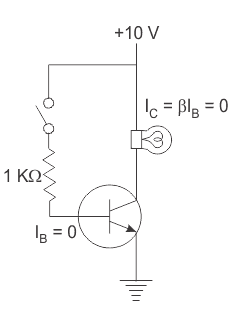 +10 V
I_C = βI_B = 0
1 KΩ
I_B = 0